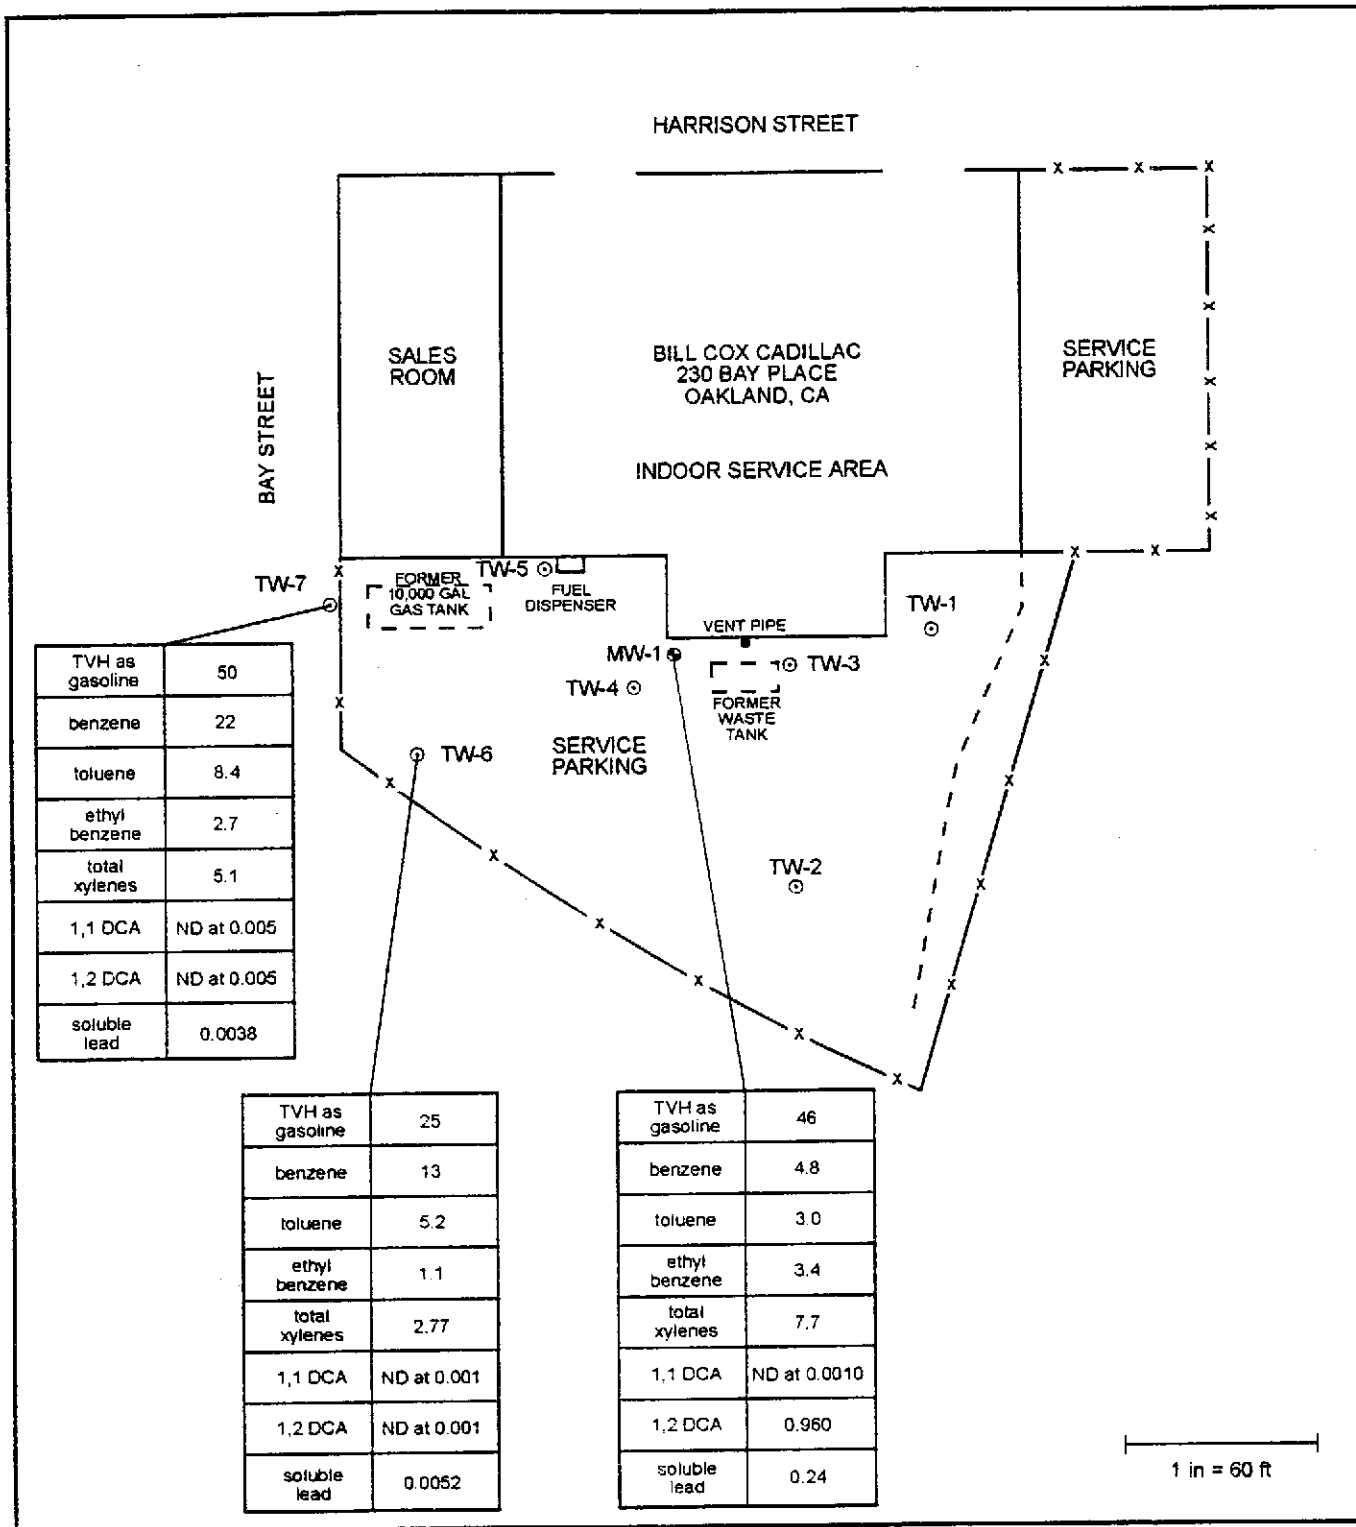 HARRISON STREET
SALES
ROOM
BILL COX CADILLAC
230 BAY PLACE
OAKLAND, CA
INDOOR SERVICE AREA
SERVICE
PARKING
BAY STREET
TW-7
FORMER
10,000 GAL
GAS TANK
TW-5
FUEL
DISPENSER
VENT PIPE
TW-1
MW-1
TW-3
TW-4
FORMER
WASTE
TANK
TW-6
SERVICE
PARKING
TW-2
TVH as
gasoline
50
benzene
22
toluene
8.4
ethyl
benzene
2.7
total
xylenes
5.1
1,1 DCA
ND at 0.005
1,2 DCA
ND at 0.005
soluble
lead
0.0038
TVH as
gasoline
25
benzene
13
toluene
5.2
ethyl
benzene
1.1
total
xylenes
2.77
1,1 DCA
ND at 0.001
1,2 DCA
ND at 0.001
soluble
lead
0.0052
TVH as
gasoline
46
benzene
4.8
toluene
3.0
ethyl
benzene
3.4
total
xylenes
7.7
1,1 DCA
ND at 0.0010
1,2 DCA
0.960
soluble
lead
0.24
1 in = 60 ft